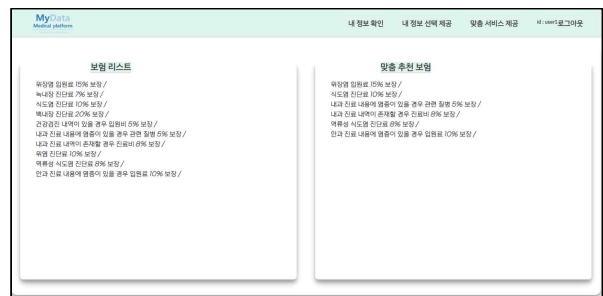 MyData
Medical platform
내 정보 확인 내 정보 선택 제공 맞춤 서비스 제공 id : user1로그아웃
보험 리스트
위장염 입원료 15% 보장 /
녹내장 진단료 7% 보장 /
식도염 진단료 10% 보장 /
백내장 진단료 20% 보장 /
건강검진 내역이 있을 경우 입원비 5% 보장 /
내과 진료 내용에 염증이 있을 경우 관련 질병 5% 보장 /
내과 진료 내역이 존재할 경우 진료비 8% 보장 /
위염 진단료 10% 보장 /
역류성 식도염 진단료 8% 보장 /
안과 진료 내용에 염증이 있을 경우 입원료 10% 보장 /
맞춤 추천 보험
위장염 입원료 15% 보장 /
식도염 진단료 10% 보장 /
내과 진료 내용에 염증이 있을 경우 관련 질병 5% 보장 /
내과 진료 내역이 존재할 경우 진료비 8% 보장 /
역류성 식도염 진단료 8% 보장 /
안과 진료 내용에 염증이 있을 경우 입원료 10% 보장 /